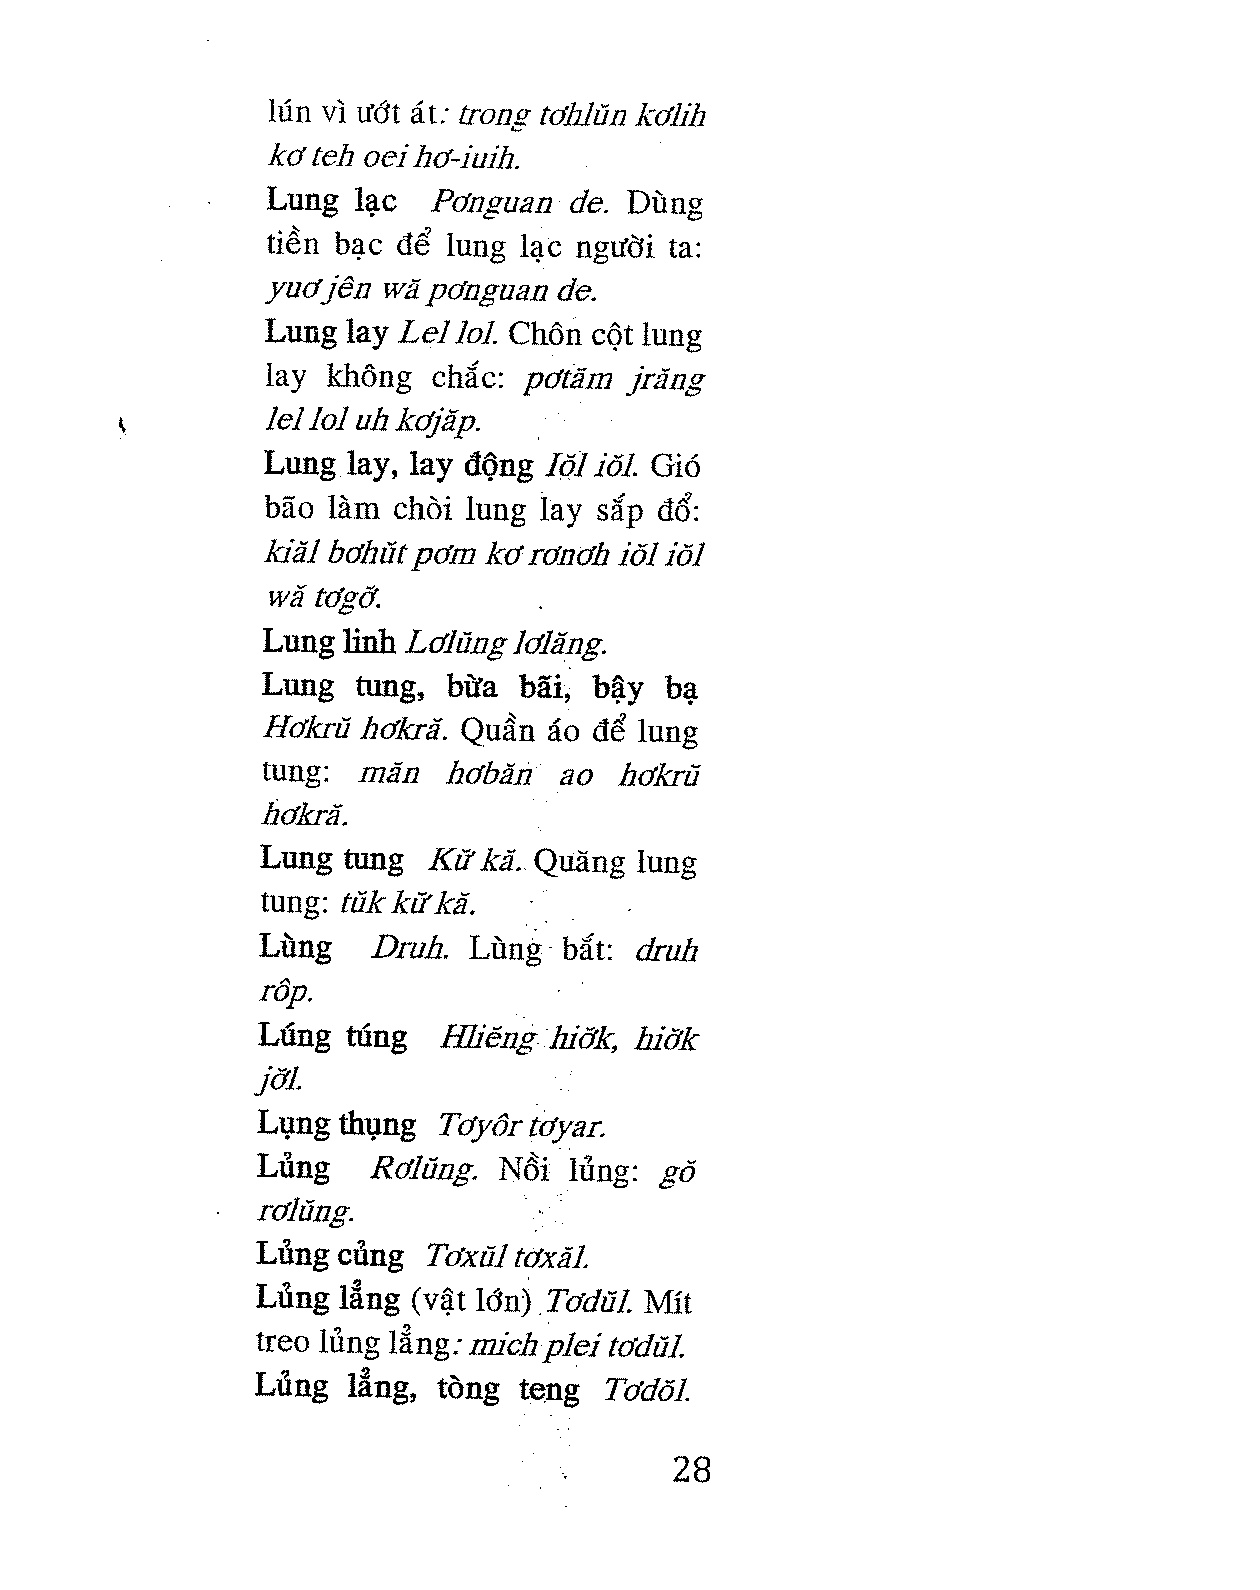 lún vì ướt át: trong tơhlŭn kơlih
kơ teh oei hơ-iuih.
Lung lạc Pơnguan de. Dùng
tiền bạc để lung lạc người ta:
yuơ jên wă pơnguan de.
Lung lay Lel lol. Chôn cột lung
lay không chắc: pơtăm jrăng
lel lol uh kơjăp.
Lung lay, lay động Iŏl iŏl. Gió
bão làm chòi lung lay sắp đổ:
kiăl bơhŭt pơm kơ rơnơh iŏl iŏl
wă tơgơ̆.
Lung linh Lơlŭng lơlăng.
Lung tung, bừa bãi, bậy bạ
Hơkrŭ hơkră. Quần áo để lung
tung: măn hơbăn ao hơkrŭ
hơkră.
Lung tung Kư̆ kă. Quăng lung
tung: tŭk kư̆ kă.
Lùng Druh. Lùng bắt: druh
rôp.
Lúng túng Hliĕng hiơ̆k, hiơ̆k
jơ̆l.
Lụng thụng Tơyôr tơyar.
Lủng Rơlŭng. Nồi lủng: gŏ
rơlŭng.
Lủng củng Tơxŭl tơxăl.
Lủng lẳng (vật lớn) Tơdŭl. Mít
treo lủng lẳng: mich plei tơdŭl.
Lủng lẳng, tòng teng Tơdŏl.
28